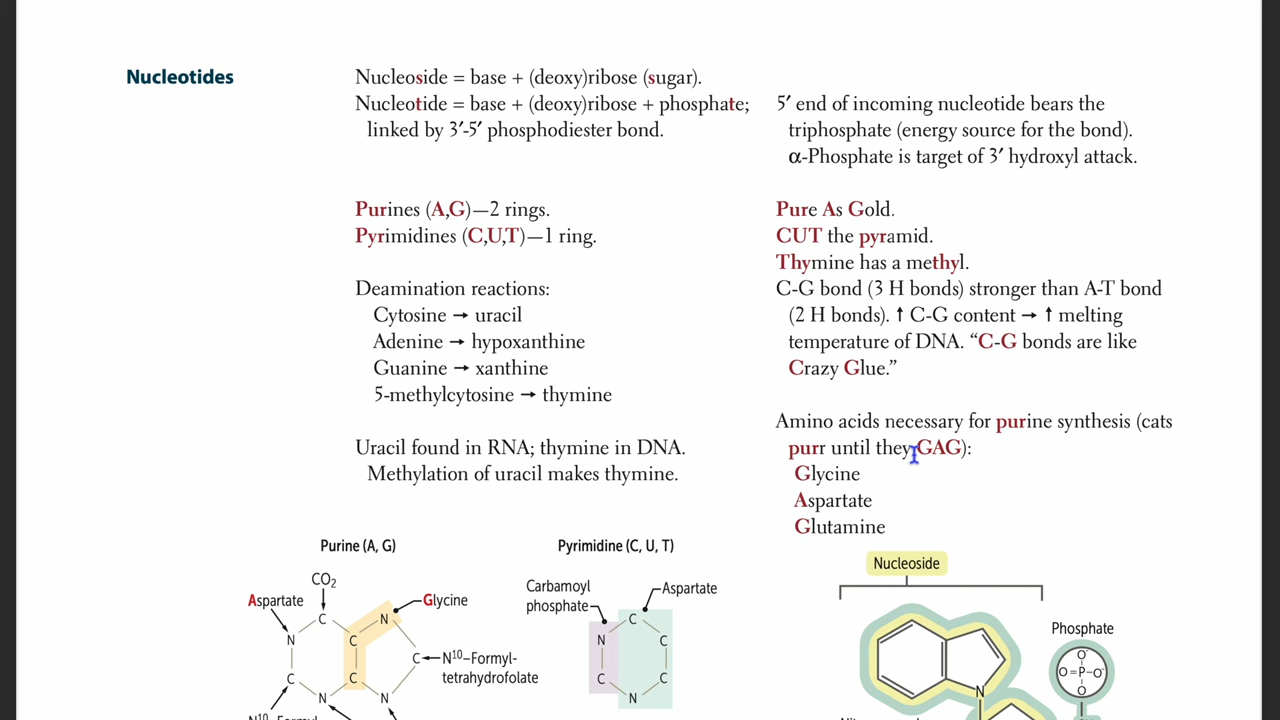 Nucleotides
Nucleoside = base + (deoxy)ribose (sugar).
Nucleotide = base + (deoxy)ribose + phosphate;
linked by 3′-5′ phosphodiester bond.
5′ end of incoming nucleotide bears the
triphosphate (energy source for the bond).
α-Phosphate is target of 3′ hydroxyl attack.
Purines (A,G)—2 rings.
Pyrimidines (C,U,T)—1 ring.
Pure As Gold.
CUT the pyramid.
Thymine has a methyl.
Deamination reactions:
Cytosine → uracil
Adenine → hypoxanthine
Guanine → xanthine
5-methylcytosine → thymine
C-G bond (3 H bonds) stronger than A-T bond
(2 H bonds). ↑ C-G content → ↑ melting
temperature of DNA. “C-G bonds are like
Crazy Glue.”
Uracil found in RNA; thymine in DNA.
Methylation of uracil makes thymine.
Amino acids necessary for purine synthesis (cats
purr until they GAG):
Glycine
Aspartate
Glutamine
Purine (A, G)
CO2
Aspartate
Glycine
C
N
N
C
C
N10–Formyl-
tetrahydrofolate
C
C
N
N
N10–Formyl
Pyrimidine (C, U, T)
Carbamoyl
phosphate
Aspartate
C
N
C
C
C
N
Nucleoside
Phosphate
O-
O=P–O-
O
N